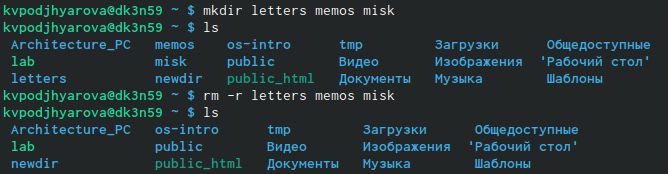 kvpodjhyarova@dk3n59 ~ $ mkdir letters memos misk
kvpodjhyarova@dk3n59 ~ $ ls
Architecture_PC memos os-intro tmp Загрузки Общедоступные
lab misk public Видео Изображения 'Рабочий стол'
letters newdir public_html Документы Музыка Шаблоны
kvpodjhyarova@dk3n59 ~ $ rm -r letters memos misk
kvpodjhyarova@dk3n59 ~ $ ls
Architecture_PC os-intro tmp Загрузки Общедоступные
lab public Видео Изображения 'Рабочий стол'
newdir public_html Документы Музыка Шаблоны